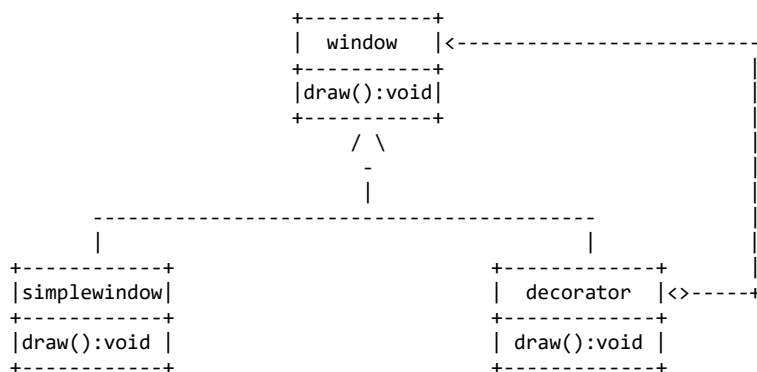 window
draw():void
simplewindow
decorator
draw():void
draw():void